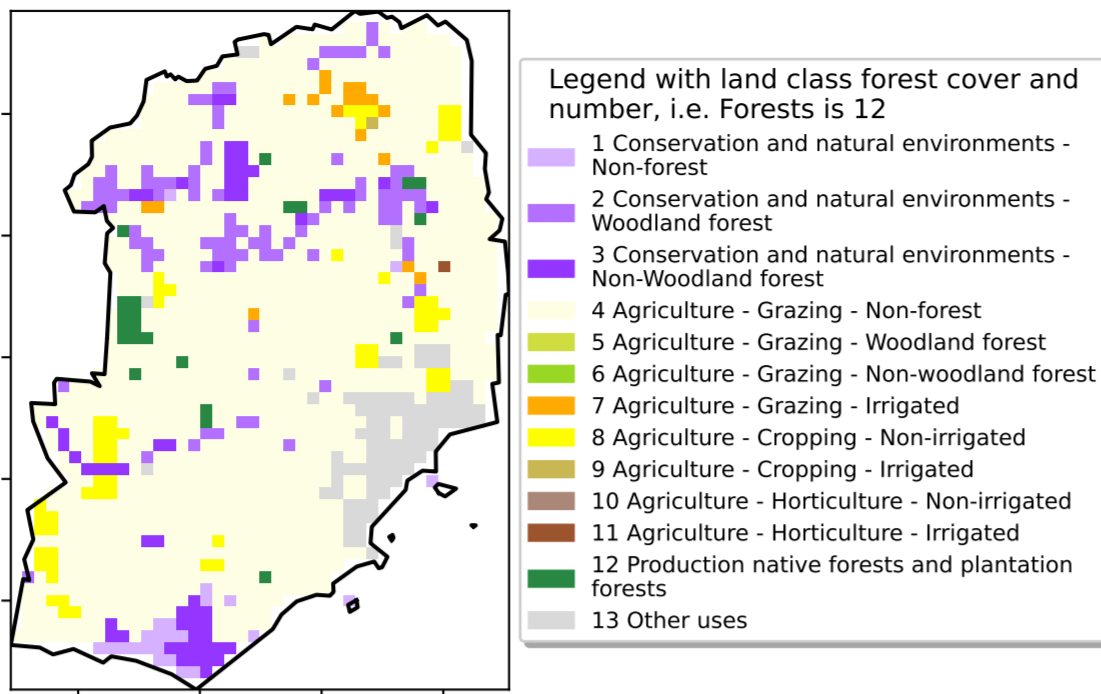 Legend with land class forest cover and
number, i.e. Forests is 12
1 Conservation and natural environments -
Non-forest
2 Conservation and natural environments -
Woodland forest
3 Conservation and natural environments -
Non-Woodland forest
4 Agriculture - Grazing - Non-forest
5 Agriculture - Grazing - Woodland forest
6 Agriculture - Grazing - Non-woodland forest
7 Agriculture - Grazing - Irrigated
8 Agriculture - Cropping - Non-irrigated
9 Agriculture - Cropping - Irrigated
10 Agriculture - Horticulture - Non-irrigated
11 Agriculture - Horticulture - Irrigated
12 Production native forests and plantation
forests
13 Other uses